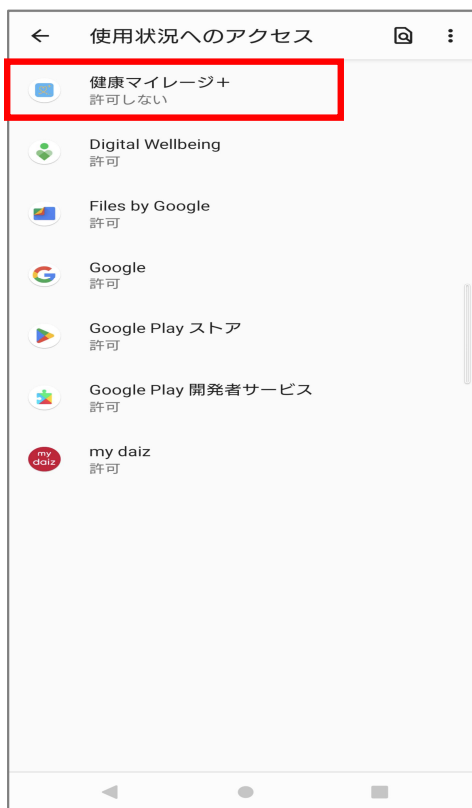 使用状況へのアクセス
健康マイレージ+
許可しない
Digital Wellbeing
許可
Files by Google
許可
Google
許可
Google Play ストア
許可
Google Play 開発者サービス
許可
my daiz
my
daiz
許可